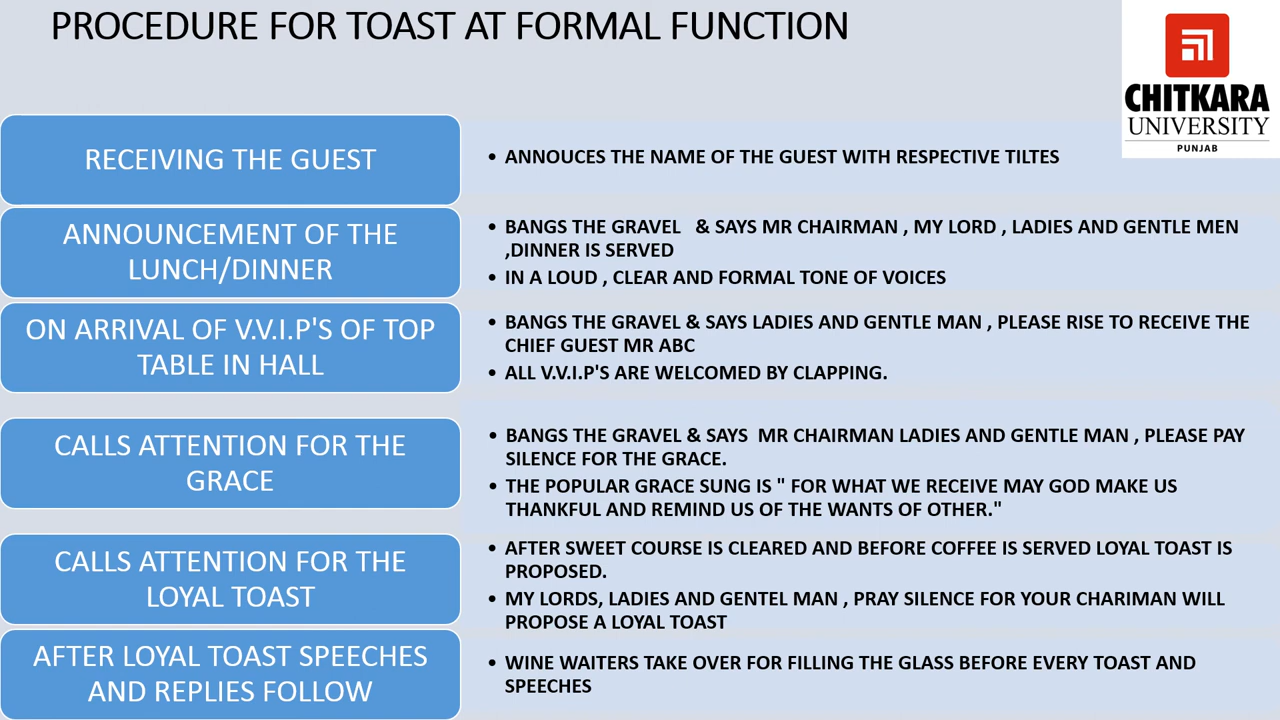 PROCEDURE FOR TOAST AT FORMAL FUNCTION
CHITKARA
UNIVERSITY
PUNJAB
RECEIVING THE GUEST
• ANNOUCES THE NAME OF THE GUEST WITH RESPECTIVE TILTES
ANNOUNCEMENT OF THE
LUNCH/DINNER
• BANGS THE GRAVEL & SAYS MR CHAIRMAN , MY LORD , LADIES AND GENTLE MEN
,DINNER IS SERVED
• IN A LOUD , CLEAR AND FORMAL TONE OF VOICES
ON ARRIVAL OF V.V.I.P'S OF TOP
TABLE IN HALL
• BANGS THE GRAVEL & SAYS LADIES AND GENTLE MAN , PLEASE RISE TO RECEIVE THE
CHIEF GUEST MR ABC
• ALL V.V.I.P'S ARE WELCOMED BY CLAPPING.
CALLS ATTENTION FOR THE
GRACE
• BANGS THE GRAVEL & SAYS MR CHAIRMAN LADIES AND GENTLE MAN , PLEASE PAY
SILENCE FOR THE GRACE.
• THE POPULAR GRACE SUNG IS " FOR WHAT WE RECEIVE MAY GOD MAKE US
THANKFUL AND REMIND US OF THE WANTS OF OTHER."
CALLS ATTENTION FOR THE
LOYAL TOAST
• AFTER SWEET COURSE IS CLEARED AND BEFORE COFFEE IS SERVED LOYAL TOAST IS
PROPOSED.
• MY LORDS, LADIES AND GENTEL MAN , PRAY SILENCE FOR YOUR CHARIMAN WILL
PROPOSE A LOYAL TOAST
AFTER LOYAL TOAST SPEECHES
AND REPLIES FOLLOW
• WINE WAITERS TAKE OVER FOR FILLING THE GLASS BEFORE EVERY TOAST AND
SPEECHES